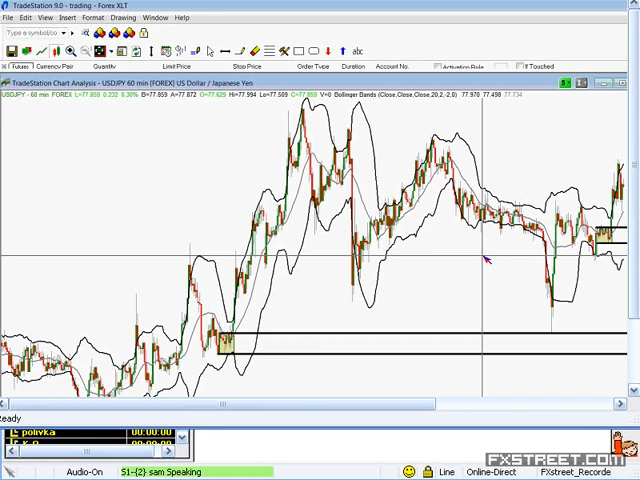 TradeStation 9.0 - trading - Forex XLT
File Edit View Insert Format Drawing Window Help
Type a symbol/co
abc
Futures Limit Price Stop Price Order Type Duration Account No. Activation Rule If Touched
TradeStation Chart Analysis - USDJPY 60 min [FOREX] US Dollar / Japanese Yen
USDJPY - 60 min FOREX L=77.859 0.232 0.30% B=77.859 A=77.872 O=77.629 Hi=77.994 Lo=77.509 C=77.859 V=0 Bollinger Bands (Close,Close,Close,20,2,-2,0) 77.970 77.498 77.734
Ready
polivka 00:00:00
00:00:00
FXSTREET.COM
Audio-On S1-{2} sam Speaking Line Online-Direct FXstreet_Recorde